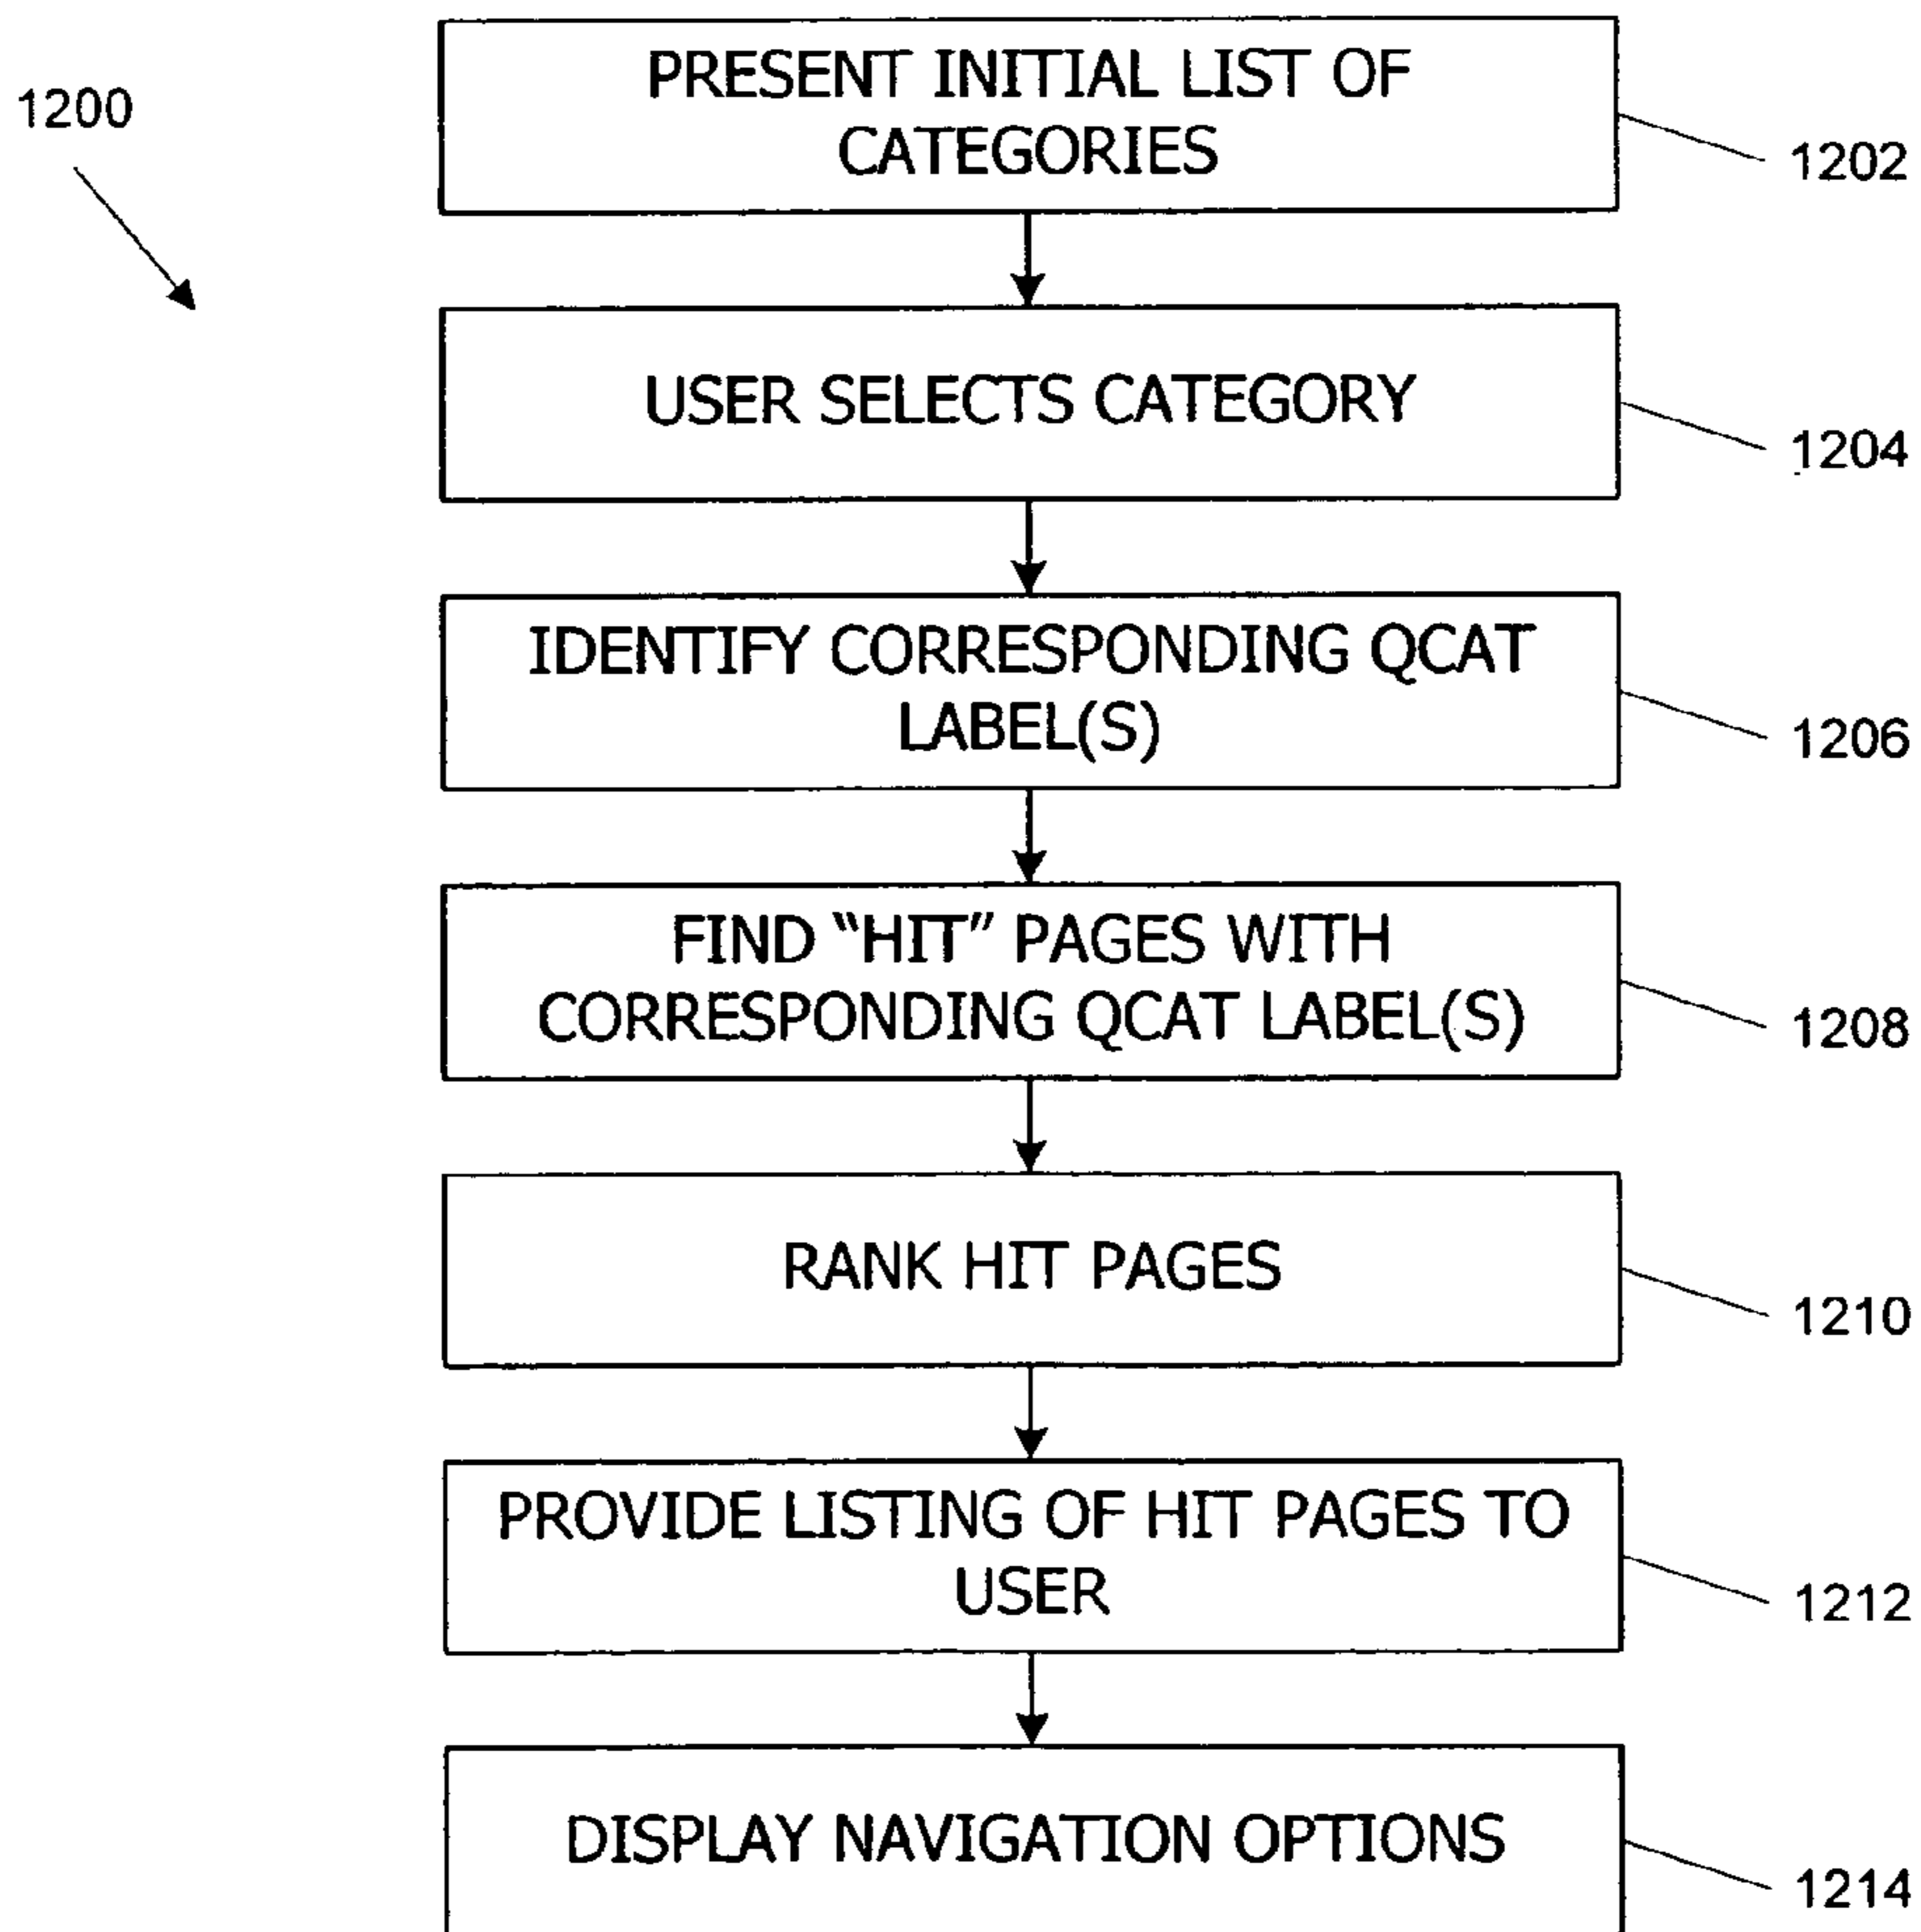 1200
PRESENT INITIAL LIST OF
CATEGORIES
1202
USER SELECTS CATEGORY
1204
IDENTIFY CORRESPONDING QCAT
LABEL(S)
1206
FIND “HIT” PAGES WITH
CORRESPONDING QCAT LABEL(S)
1208
RANK HIT PAGES
1210
PROVIDE LISTING OF HIT PAGES TO
USER
1212
DISPLAY NAVIGATION OPTIONS
1214